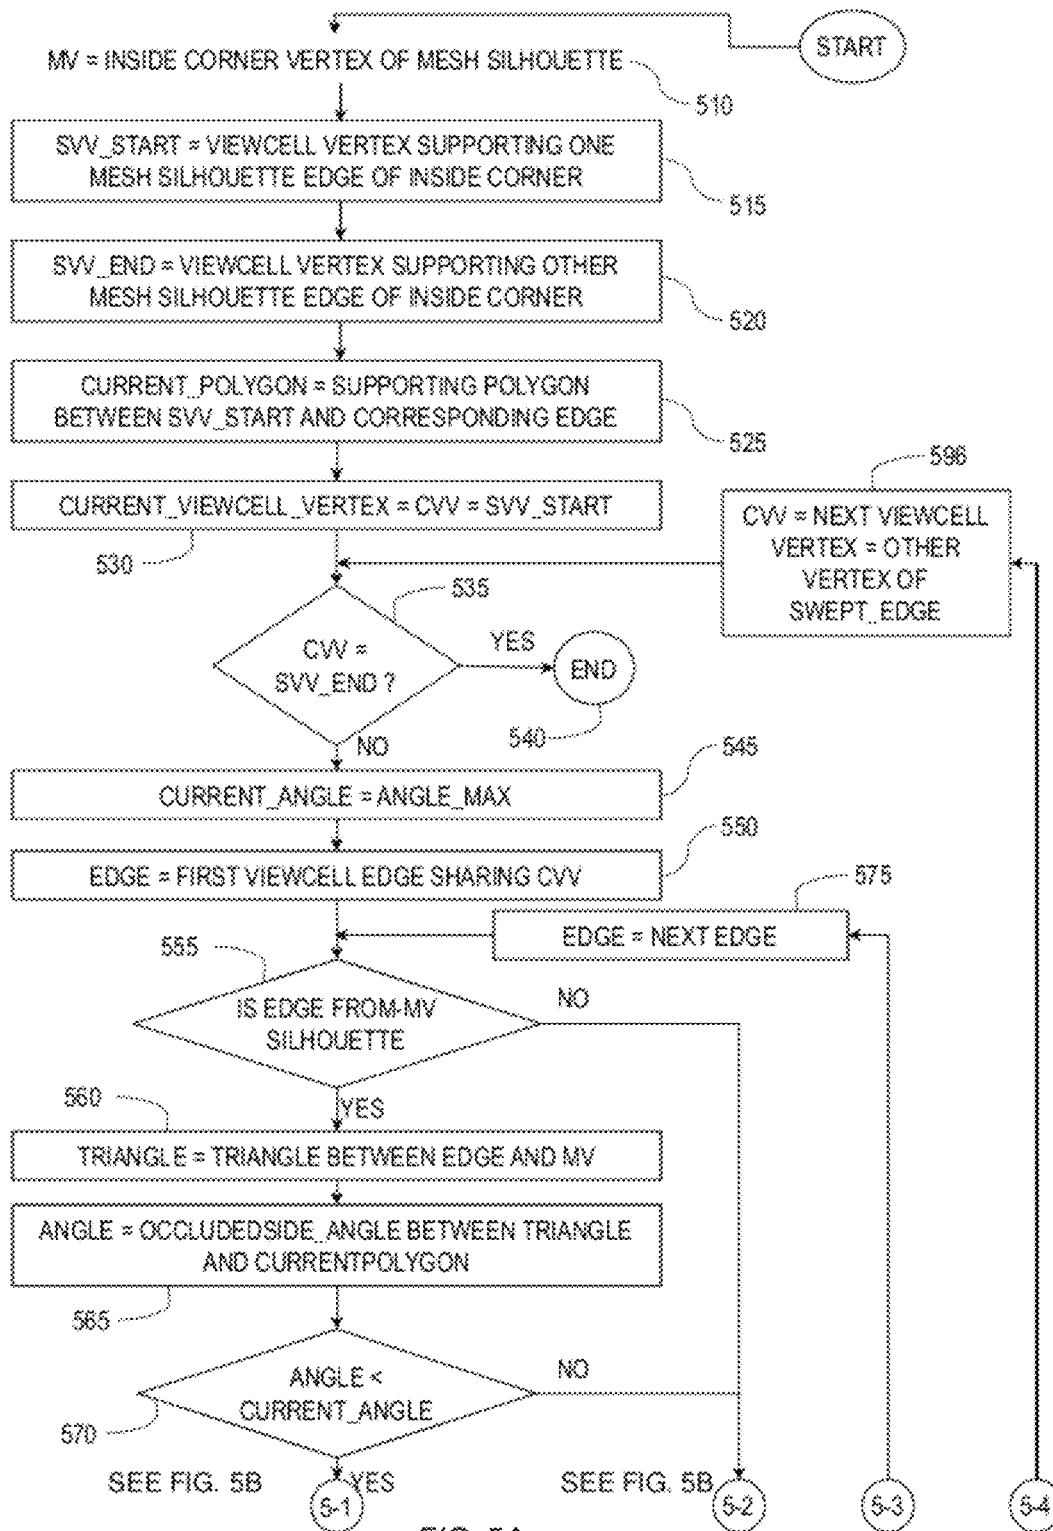 START
MV = INSIDE CORNER VERTEX OF MESH SILHOUETTE
510
SVV_START = VIEWCELL VERTEX SUPPORTING ONE
MESH SILHOUETTE EDGE OF INSIDE CORNER
515
SVV_END = VIEWCELL VERTEX SUPPORTING OTHER
MESH SILHOUETTE EDGE OF INSIDE CORNER
520
CURRENT_POLYGON = SUPPORTING POLYGON
BETWEEN SVV_START AND CORRESPONDING EDGE
525
596
CURRENT_VIEWCELL_VERTEX = CVV = SVV_START
530
CVV = NEXT VIEWCELL
VERTEX = OTHER
VERTEX OF
SWEPT_EDGE
535
CVV =
SVV_END ?
YES
END
540
NO
545
CURRENT_ANGLE = ANGLE_MAX
550
EDGE = FIRST VIEWCELL EDGE SHARING CVV
575
EDGE = NEXT EDGE
555
IS EDGE FROM-MV
SILHOUETTE
NO
560
YES
TRIANGLE = TRIANGLE BETWEEN EDGE AND MV
ANGLE = OCCLUDEDSIDE_ANGLE BETWEEN TRIANGLE
AND CURRENTPOLYGON
565
ANGLE <
CURRENT_ANGLE
NO
570
SEE FIG. 5B
YES
SEE FIG. 5B
5-1
5-2
5-3
5-4